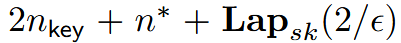 2n_key + n* + Lap_sk(2/ϵ)